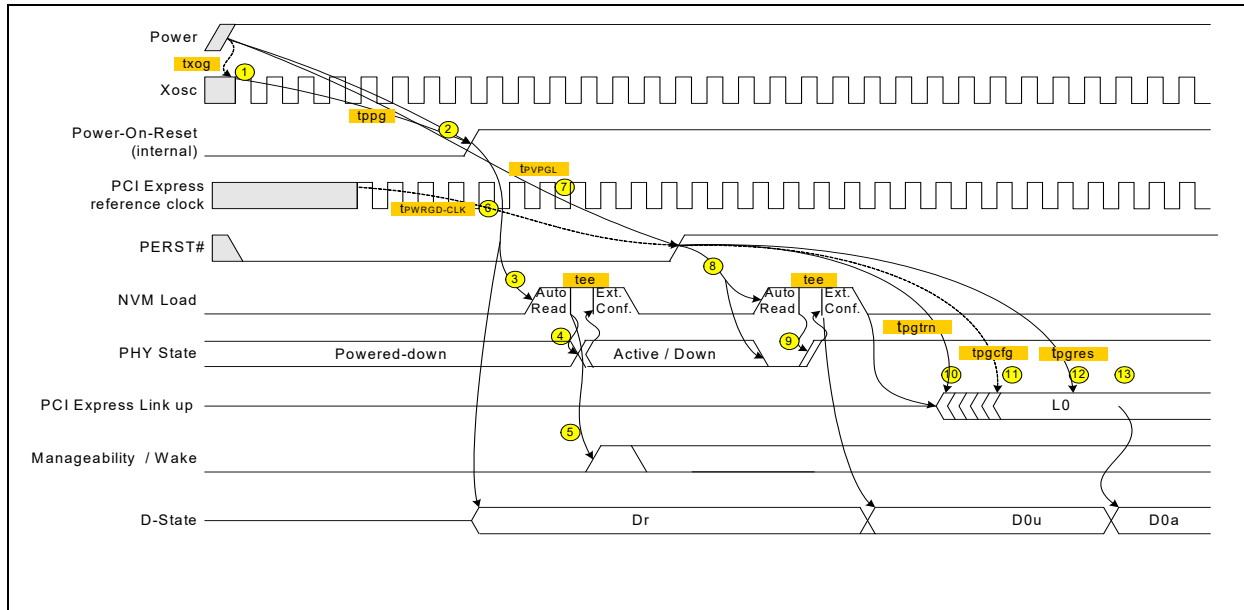 Power
txog
1
Xosc
tppg
2
Power-On-Reset
(internal)
tPVPGL
7
PCI Express
reference clock
tPWRGD-CLK
6
PERST#
8
3
tee
tee
NVM Load
Auto
Read
Ext.
Conf.
Auto
Read
Ext.
Conf.
tpgtrn
4
9
PHY State
Powered-down
Active / Down
tpgcfg
tpgres
10
11
12
13
PCI Express Link up
L0
5
Manageability / Wake
D-State
Dr
D0u
D0a